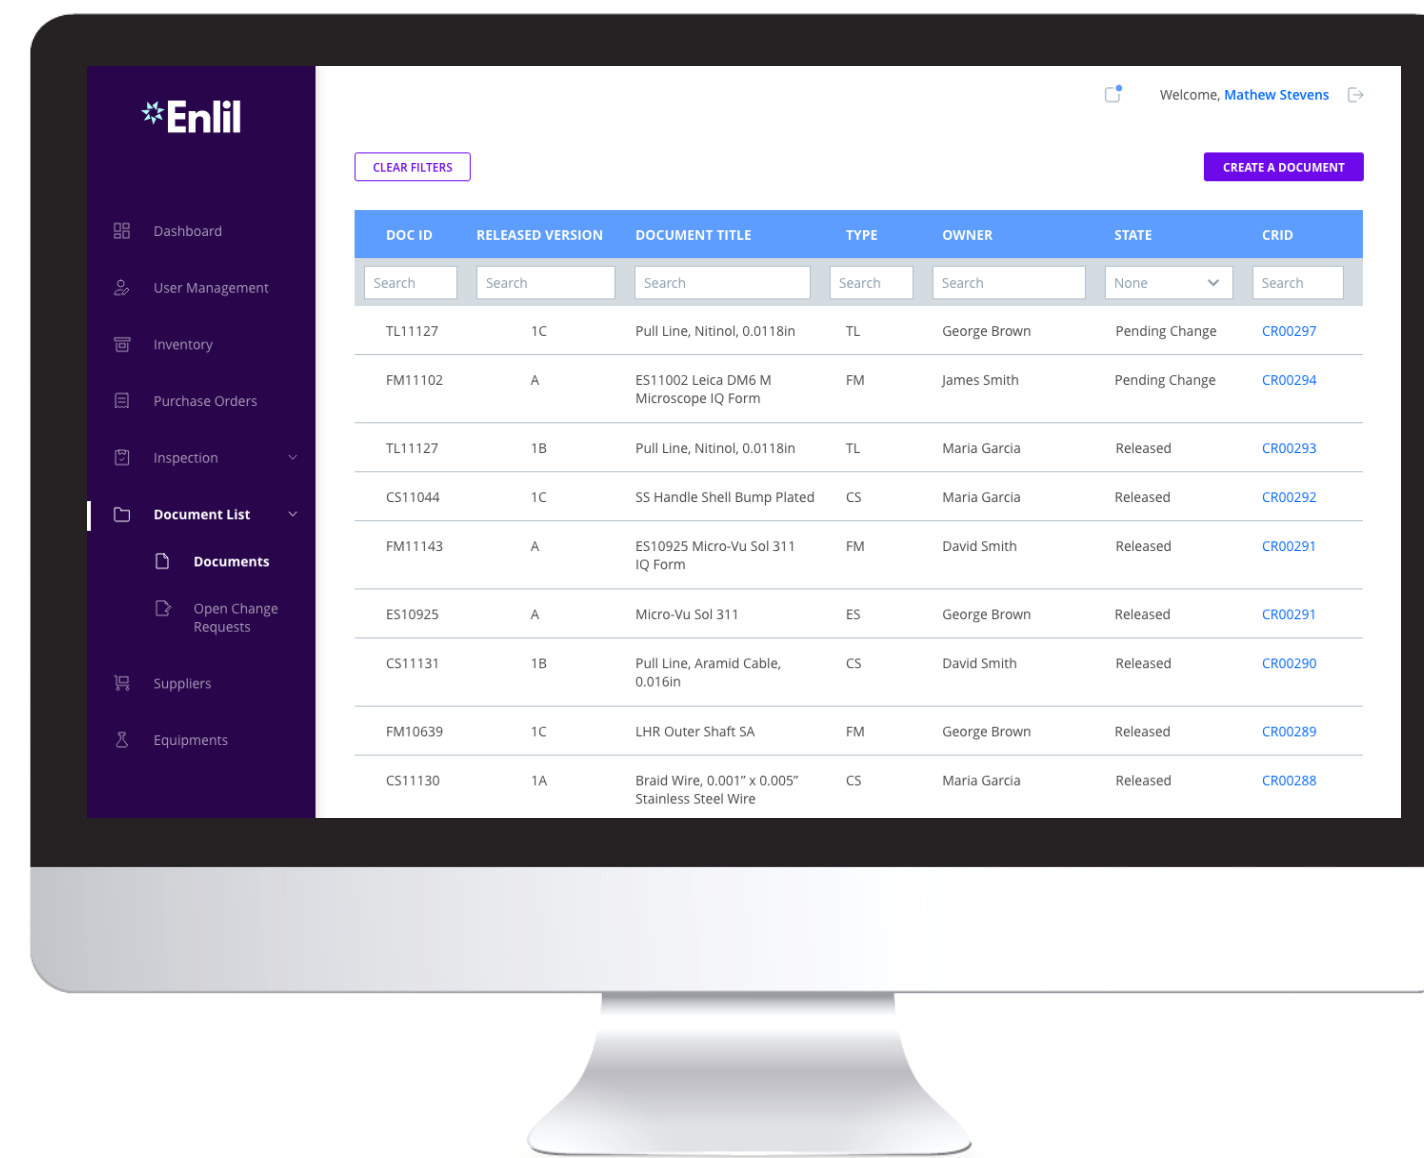 Enlil
Welcome, Mathew Stevens
CLEAR FILTERS
CREATE A DOCUMENT
Dashboard
User Management
Inventory
Purchase Orders
Inspection
Document List
Documents
Open Change
Requests
Suppliers
Equipments
DOC ID RELEASED VERSION DOCUMENT TITLE TYPE OWNER STATE CRID
Search Search Search Search Search None Search
TL11127 1C Pull Line, Nitinol, 0.0118in TL George Brown Pending Change CR00297
FM11102 A ES11002 Leica DM6 M FM James Smith Pending Change CR00294
Microscope IQ Form
TL11127 1B Pull Line, Nitinol, 0.0118in TL Maria Garcia Released CR00293
CS11044 1C SS Handle Shell Bump Plated CS Maria Garcia Released CR00292
FM11143 A ES10925 Micro-Vu Sol 311 FM David Smith Released CR00291
IQ Form
ES10925 A Micro-Vu Sol 311 ES George Brown Released CR00291
CS11131 1B Pull Line, Aramid Cable, CS David Smith Released CR00290
0.016in
FM10639 1C LHR Outer Shaft SA FM George Brown Released CR00289
CS11130 1A Braid Wire, 0.001” x 0.005” CS Maria Garcia Released CR00288
Stainless Steel Wire